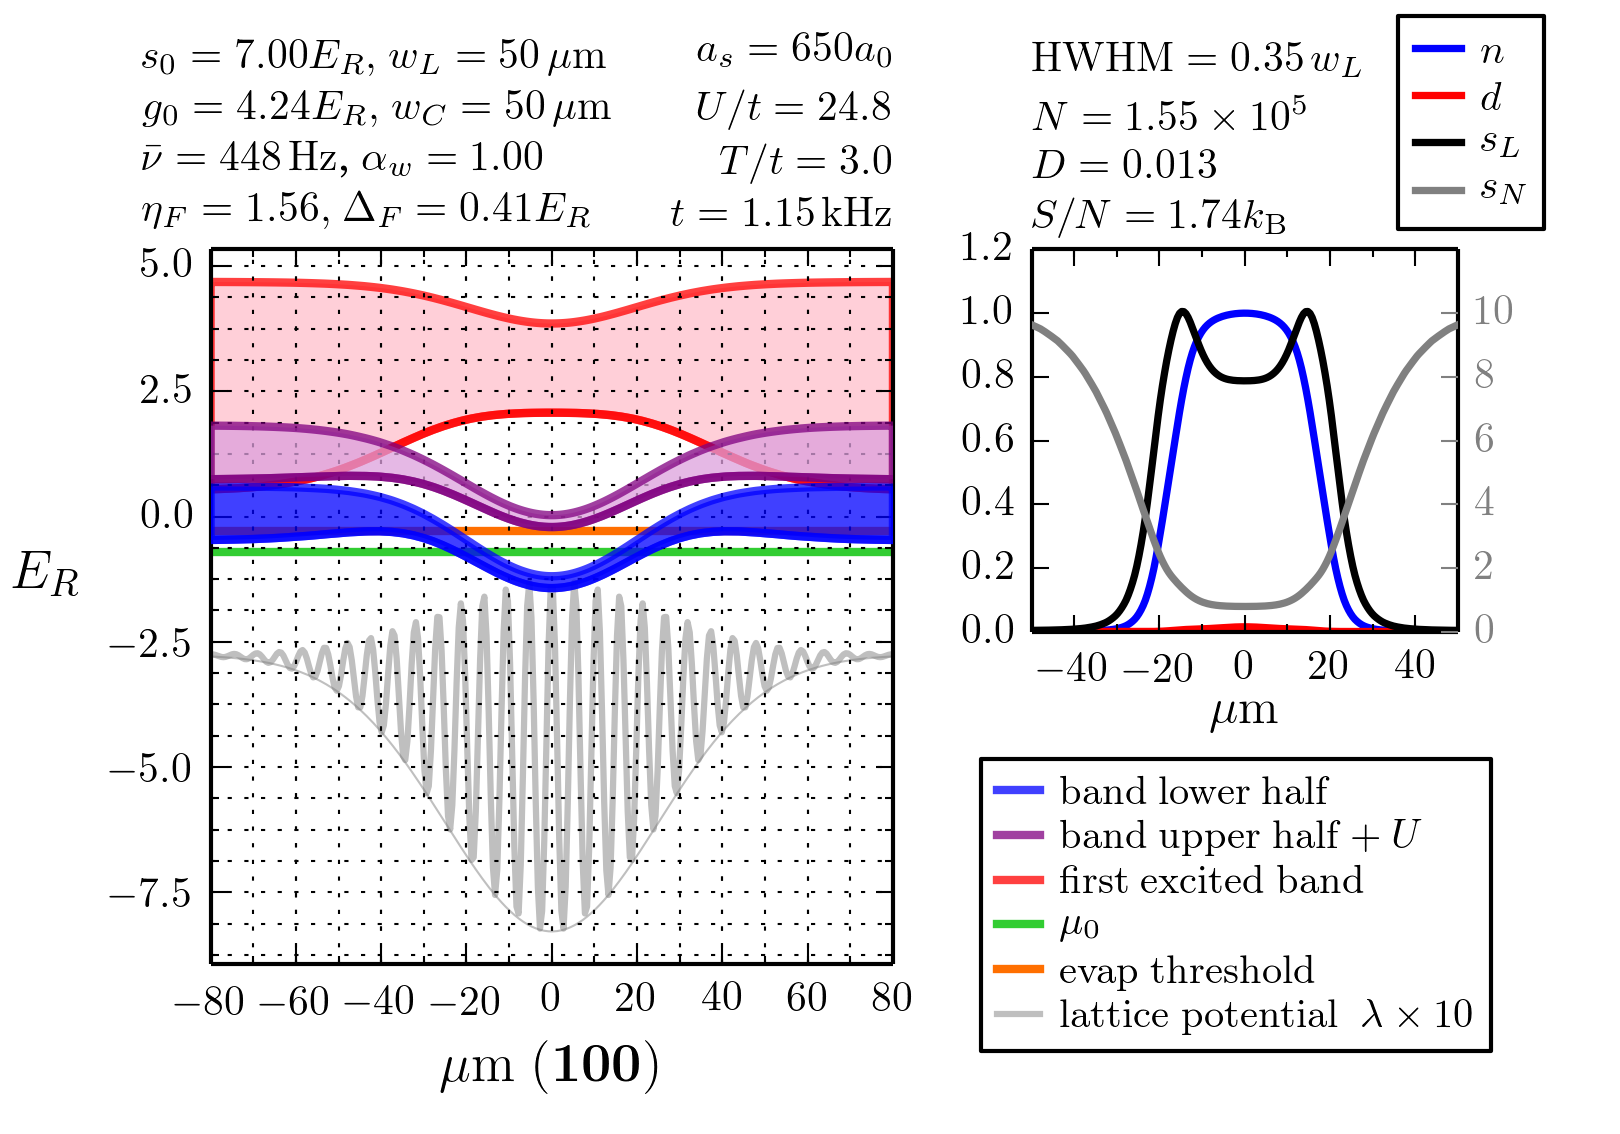 s₀ = 7.00E_R, w_L = 50 μm
g₀ = 4.24E_R, w_C = 50 μm
ν̄ = 448 Hz, α_w = 1.00
η_F = 1.56, Δ_F = 0.41E_R
a_s = 650a₀
U/t = 24.8
T/t = 3.0
t = 1.15 kHz
HWHM = 0.35 w_L
N = 1.55 × 10⁵
D = 0.013
S/N = 1.74k_B
n
d
s_L
s_N
5.0
2.5
0.0
−2.5
−5.0
−7.5
E_R
−80 −60 −40 −20 0 20 40 60 80
μm (100)
1.2
1.0
0.8
0.6
0.4
0.2
0.0
10
8
6
4
2
0
−40 −20 0 20 40
μm
band lower half
band upper half + U
first excited band
μ₀
evap threshold
lattice potential λ × 10